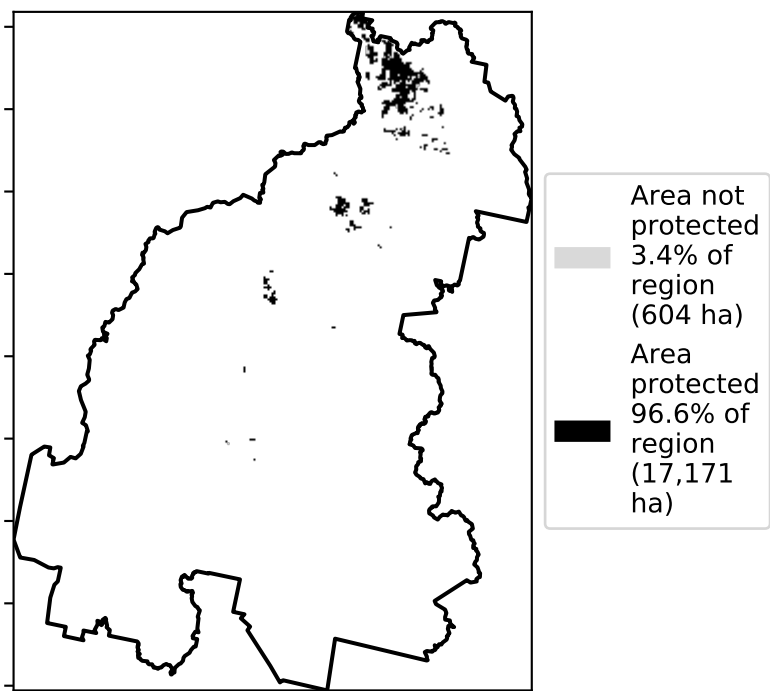 Area not
protected
3.4% of
region
(604 ha)
Area
protected
96.6% of
region
(17,171
ha)